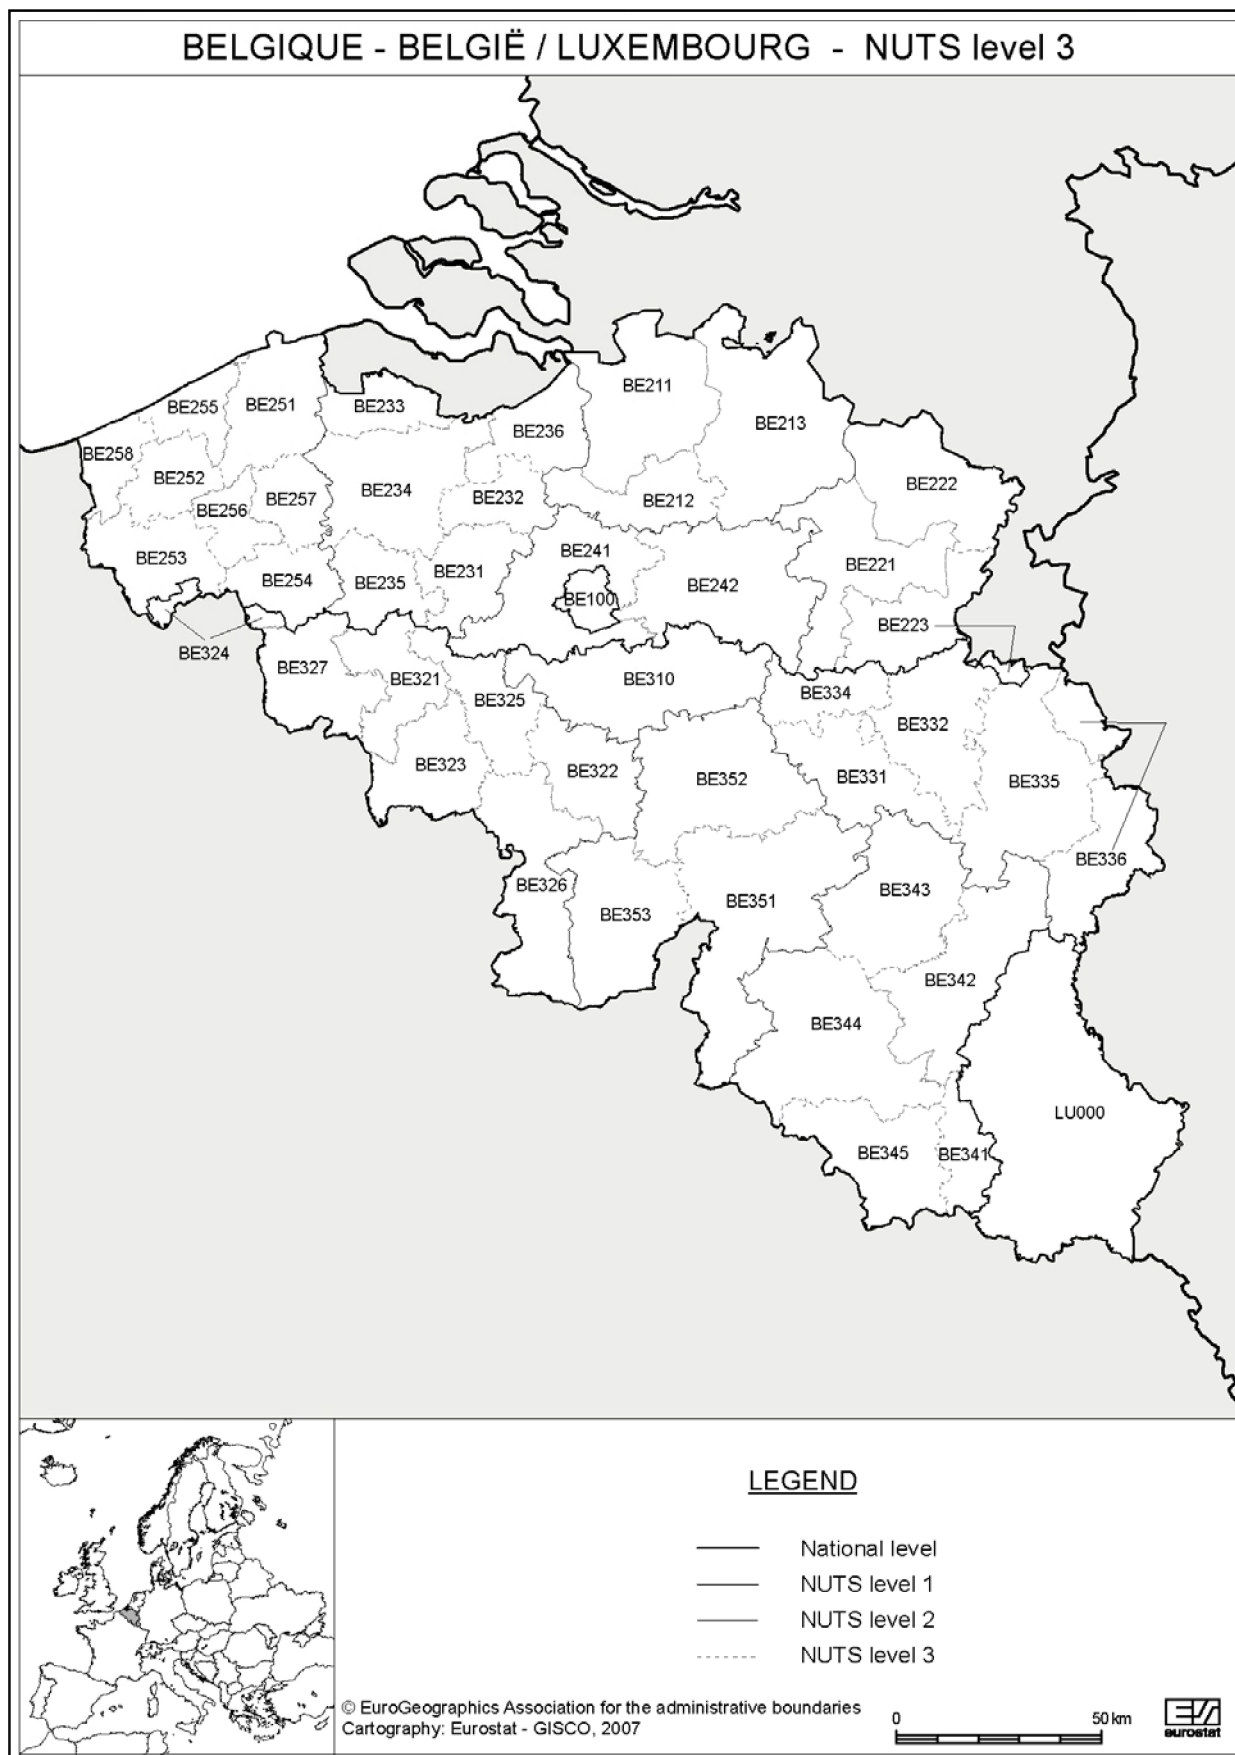 BELGIQUE - BELGIË / LUXEMBOURG - NUTS level 3
BE211
BE255
BE251
BE233
BE213
BE236
BE258
BE252
BE222
BE234
BE257
BE232
BE212
BE256
BE241
BE253
BE221
BE231
BE254
BE235
BE242
BE100
BE223
BE324
BE327
BE321
BE310
BE334
BE325
BE332
BE323
BE322
BE352
BE331
BE335
BE336
BE326
BE343
BE351
BE353
BE342
BE344
LU000
BE345
BE341
LEGEND
National level
NUTS level 1
NUTS level 2
NUTS level 3
© EuroGeographics Association for the administrative boundaries
Cartography: Eurostat - GISCO, 2007
0 50 km
eurostat